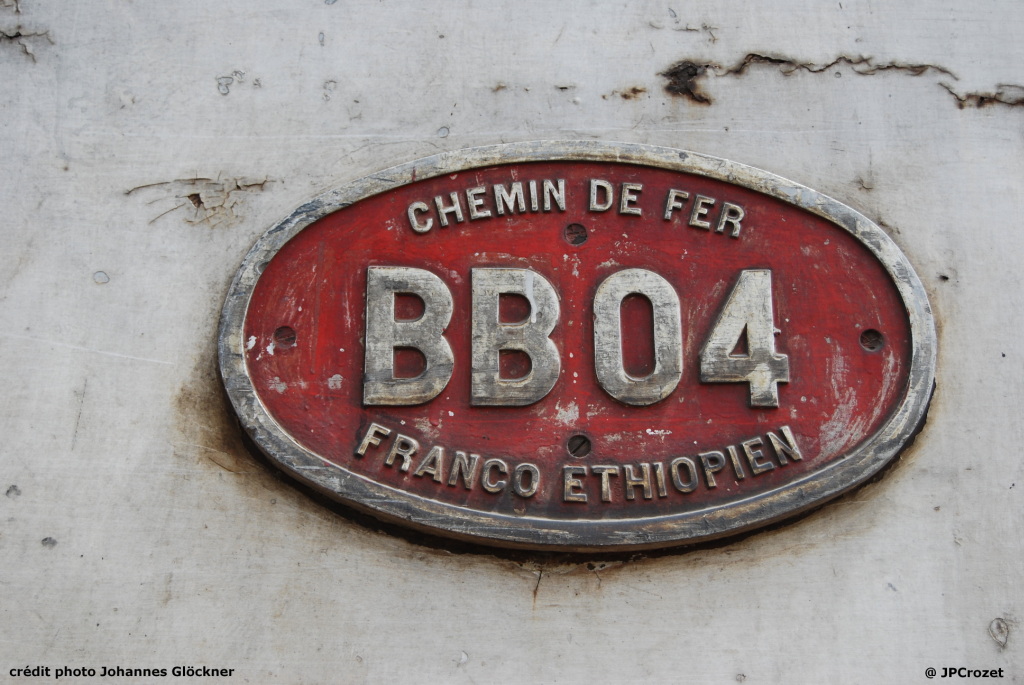 CHEMIN DE FER
BB04
FRANCO ETHIOPIEN
crédit photo Johannes Glöckner
@ JPCrozet